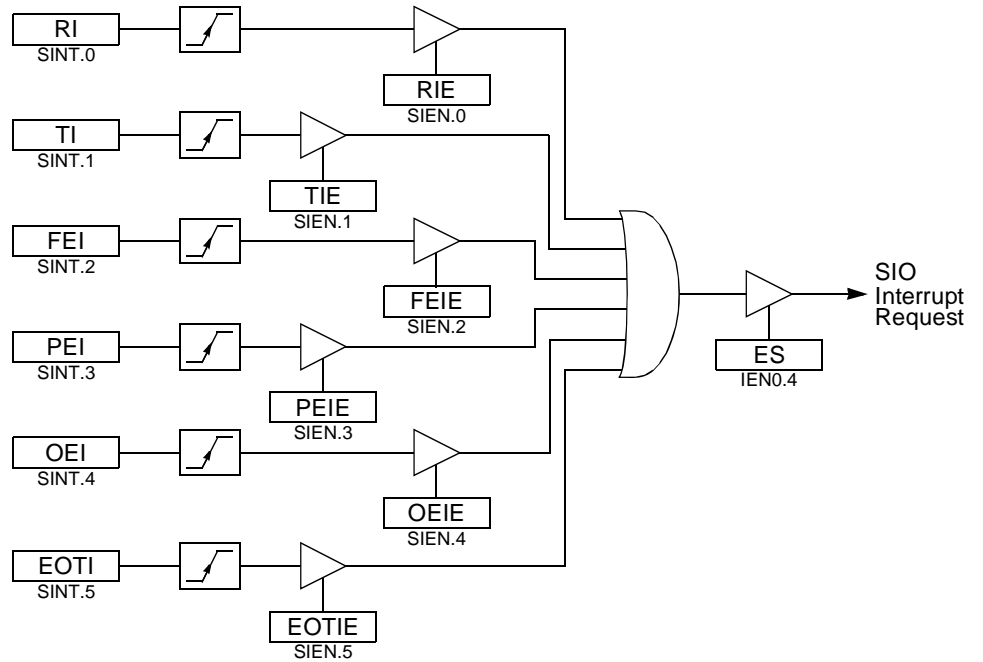 RI
SINT.0
RIE
SIEN.0
TI
SINT.1
TIE
SIEN.1
FEI
SINT.2
FEIE
SIEN.2
PEI
SINT.3
PEIE
SIEN.3
OEI
SINT.4
OEIE
SIEN.4
EOTI
SINT.5
EOTIE
SIEN.5
ES
IEN0.4
SIO
Interrupt
Request